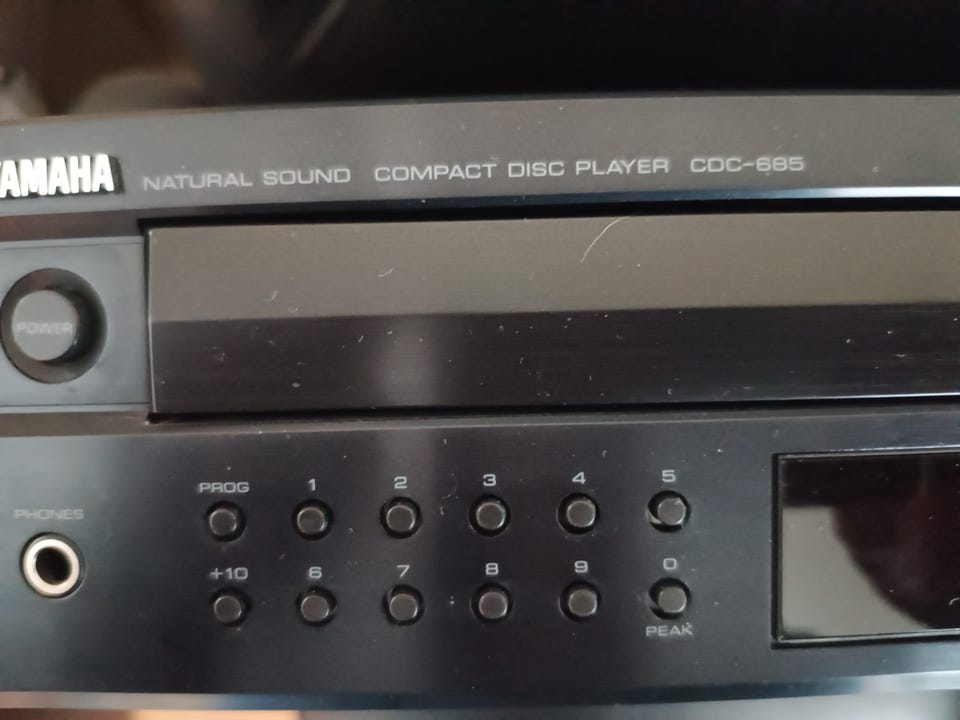 YAMAHA NATURAL SOUND COMPACT DISC PLAYER CDC-685
POWER
PROG 1 2 3 4 5
PHONES
+10 6 7 8 9 0
PEAK